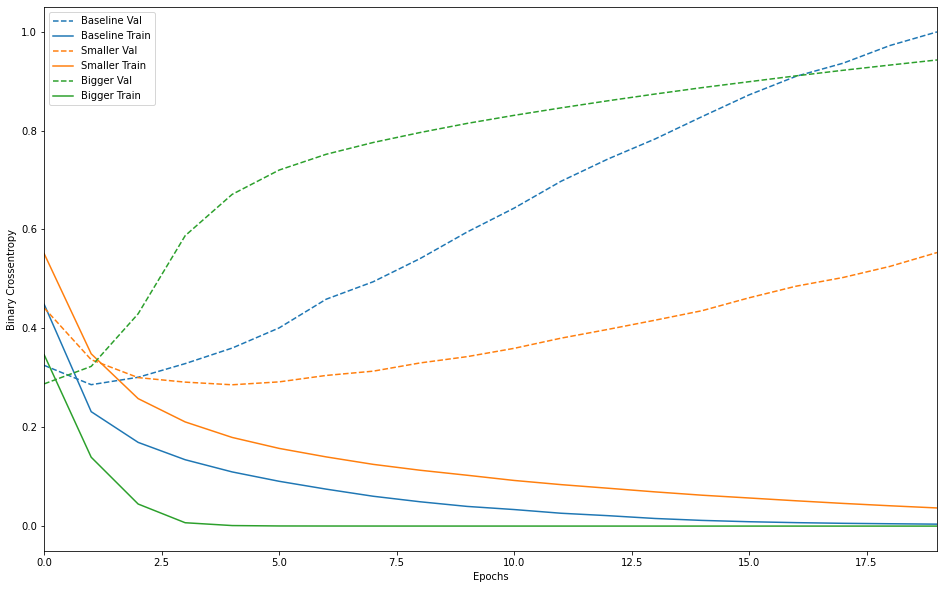 Baseline Val
Baseline Train
Smaller Val
Smaller Train
Bigger Val
Bigger Train
1.0
0.8
0.6
0.4
0.2
0.0
Binary Crossentropy
0.0 2.5 5.0 7.5 10.0 12.5 15.0 17.5
Epochs